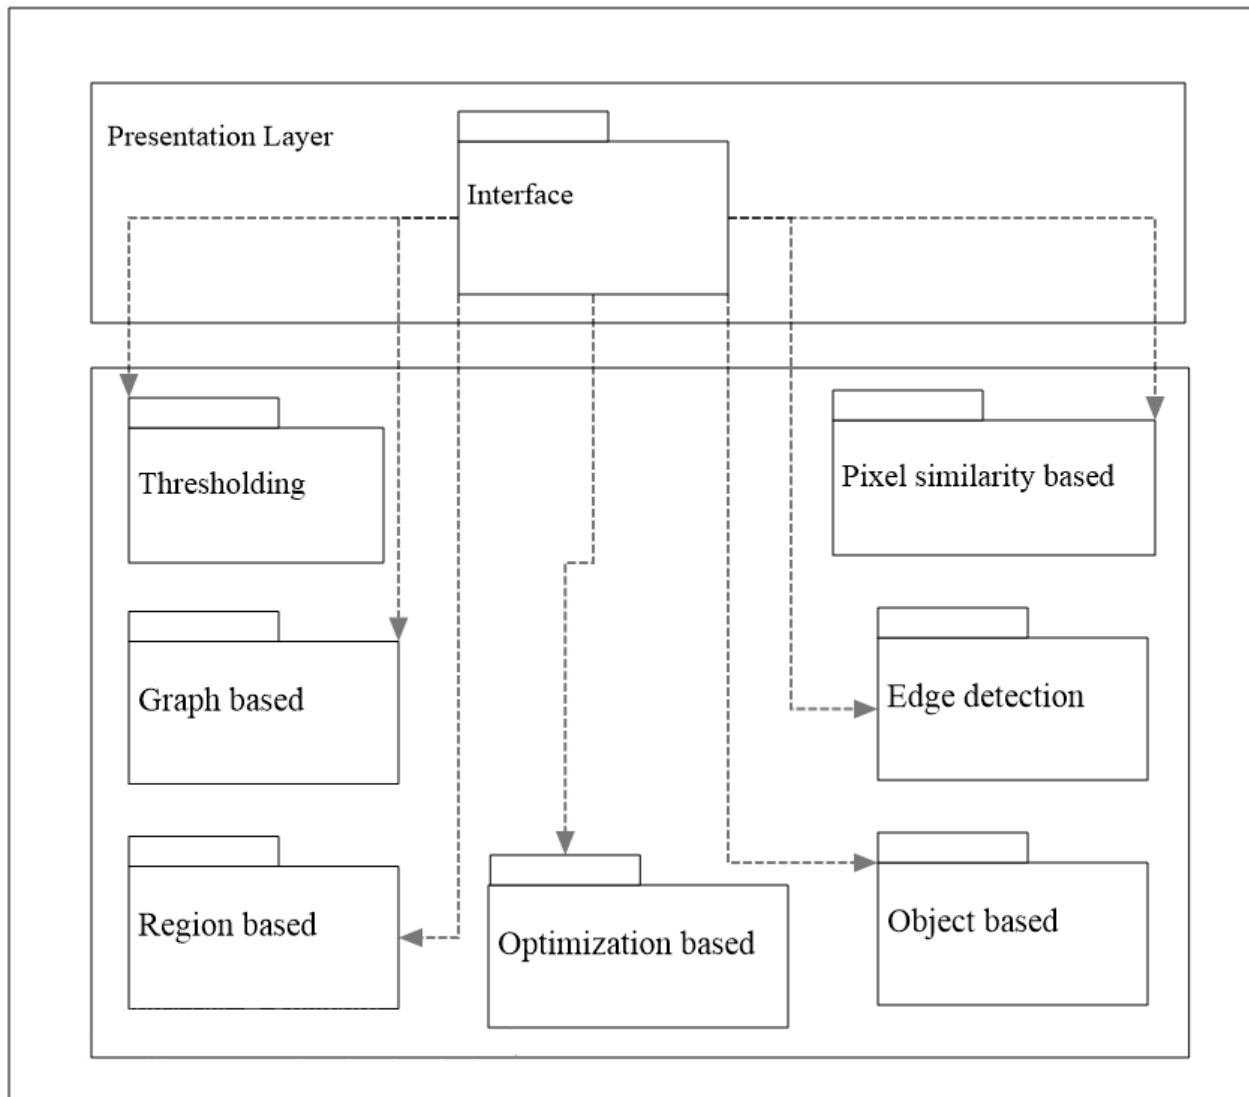 Presentation Layer
Interface
Thresholding
Pixel similarity based
Graph based
Edge detection
Region based
Optimization based
Object based